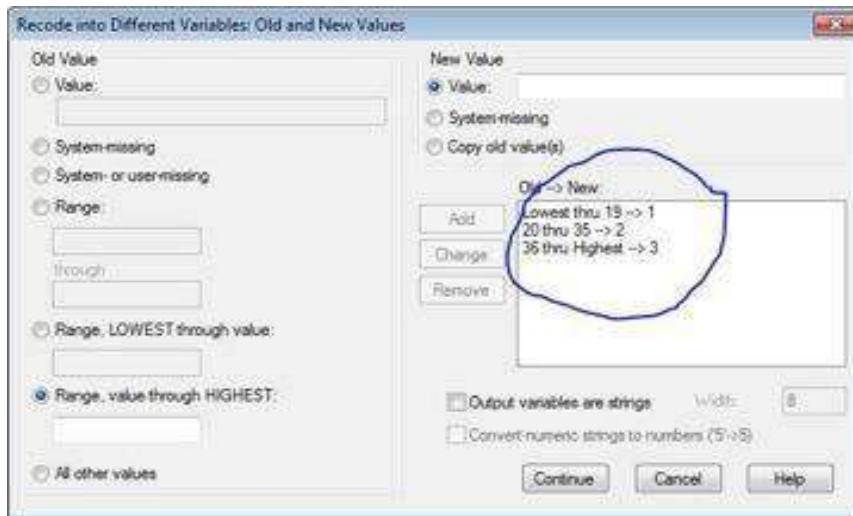 Recode into Different Variables: Old and New Values
Old Value
Value:
System-missing
System- or user-missing
Range:
through
Range, LOWEST through value:
Range, value through HIGHEST:
All other values
New Value
Value:
System-missing
Copy old value(s)
Old --> New:
Lowest thru 19 --> 1
20 thru 35 --> 2
36 thru Highest --> 3
Add
Change
Remove
Output variables are strings
Width:
8
Convert numeric strings to numbers ('5'->5)
Continue
Cancel
Help